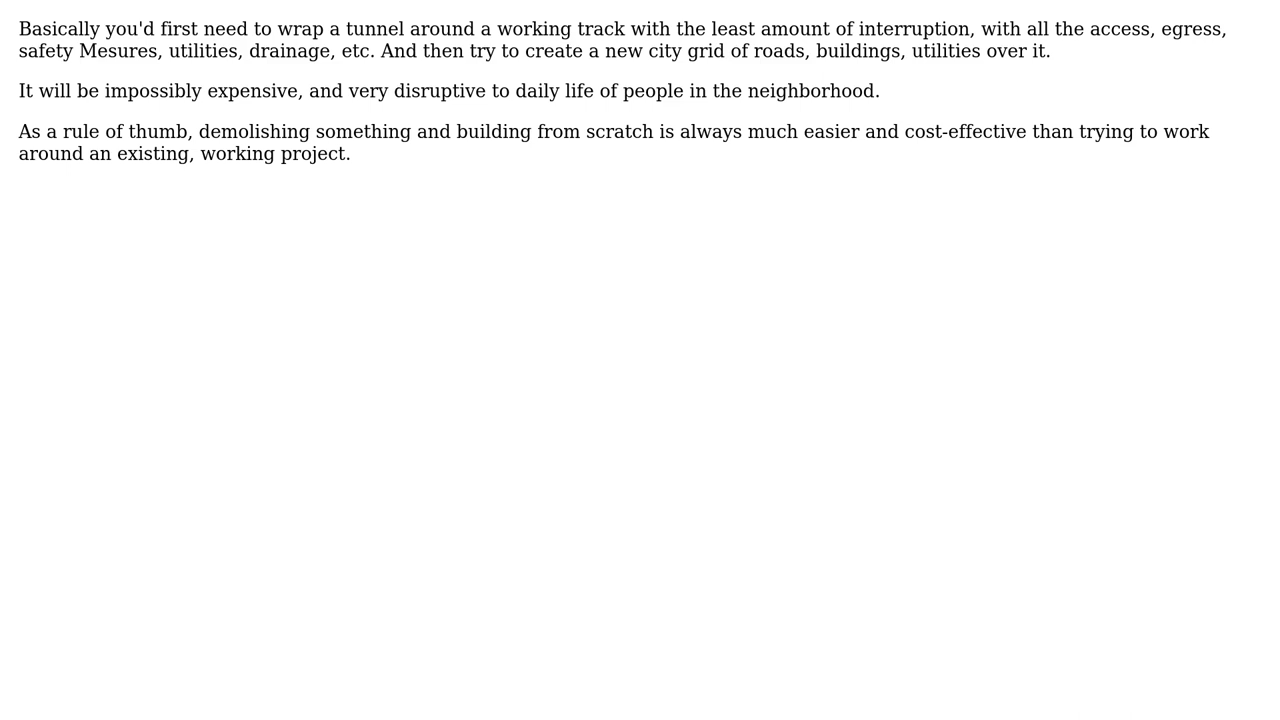 Basically you'd first need to wrap a tunnel around a working track with the least amount of interruption, with all the access, egress,
safety Mesures, utilities, drainage, etc. And then try to create a new city grid of roads, buildings, utilities over it.
It will be impossibly expensive, and very disruptive to daily life of people in the neighborhood.
As a rule of thumb, demolishing something and building from scratch is always much easier and cost-effective than trying to work
around an existing, working project.